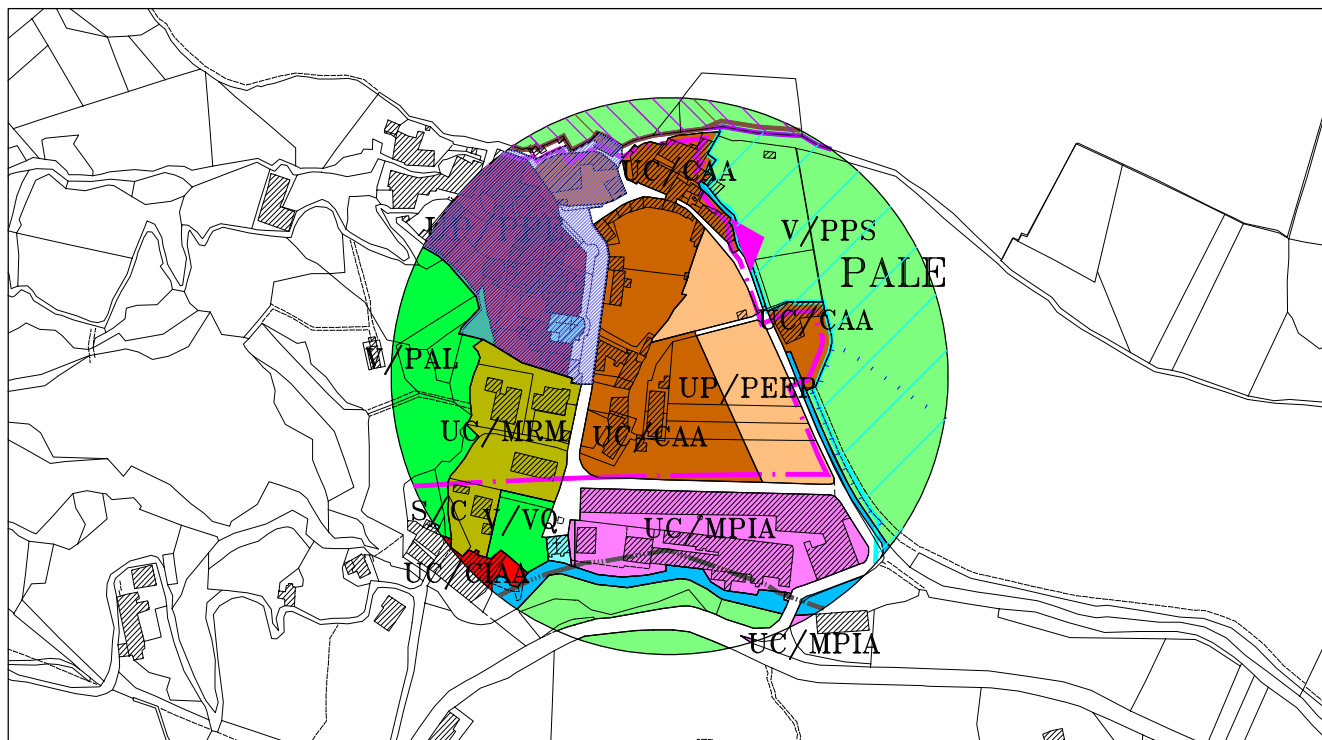 UC/CAA
V/PPS
PALE
UC/CAA
V/PAL
UP/PEEP
UC/MRM
UC/CAA
S/C
V/VQ
UC/MPIA
UC/CIAA
UC/MPIA